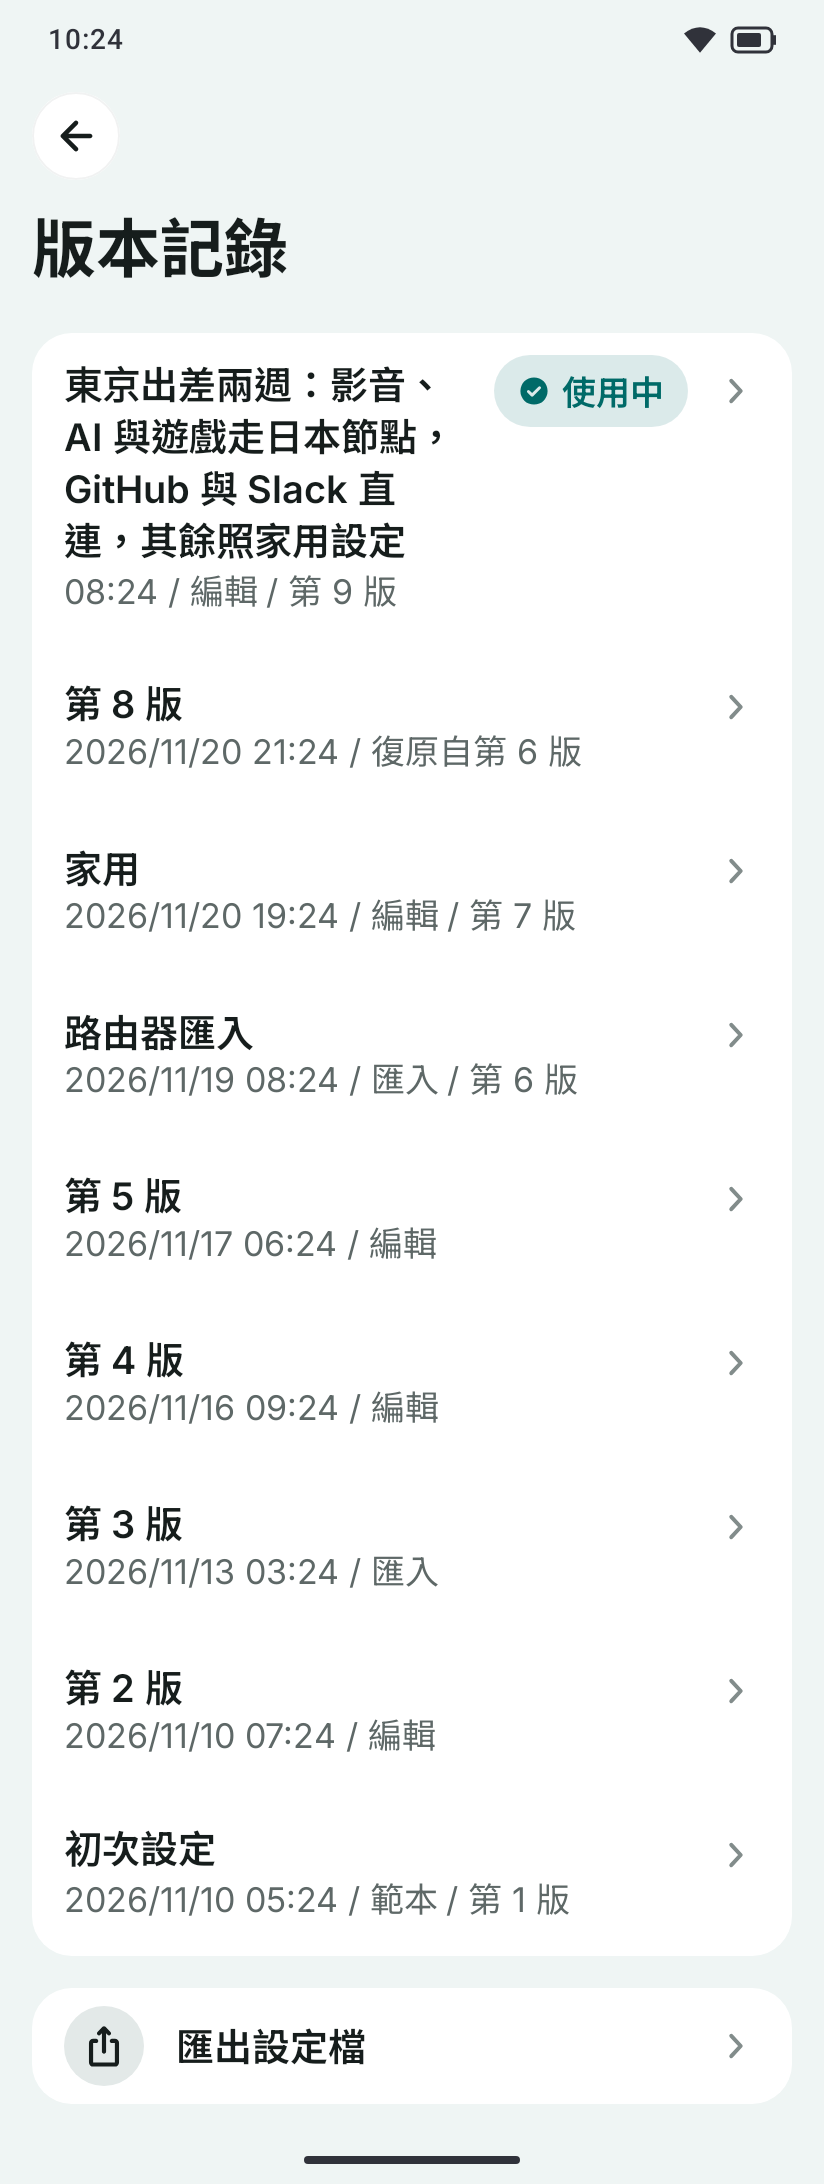 10:24
版本記錄
東京出差兩週：影音、
AI 與遊戲走日本節點，
GitHub 與 Slack 直
連，其餘照家用設定
使用中
08:24 / 編輯 / 第 9 版
第 8 版
2026/11/20 21:24 / 復原自第 6 版
家用
2026/11/20 19:24 / 編輯 / 第 7 版
路由器匯入
2026/11/19 08:24 / 匯入 / 第 6 版
第 5 版
2026/11/17 06:24 / 編輯
第 4 版
2026/11/16 09:24 / 編輯
第 3 版
2026/11/13 03:24 / 匯入
第 2 版
2026/11/10 07:24 / 編輯
初次設定
2026/11/10 05:24 / 範本 / 第 1 版
匯出設定檔